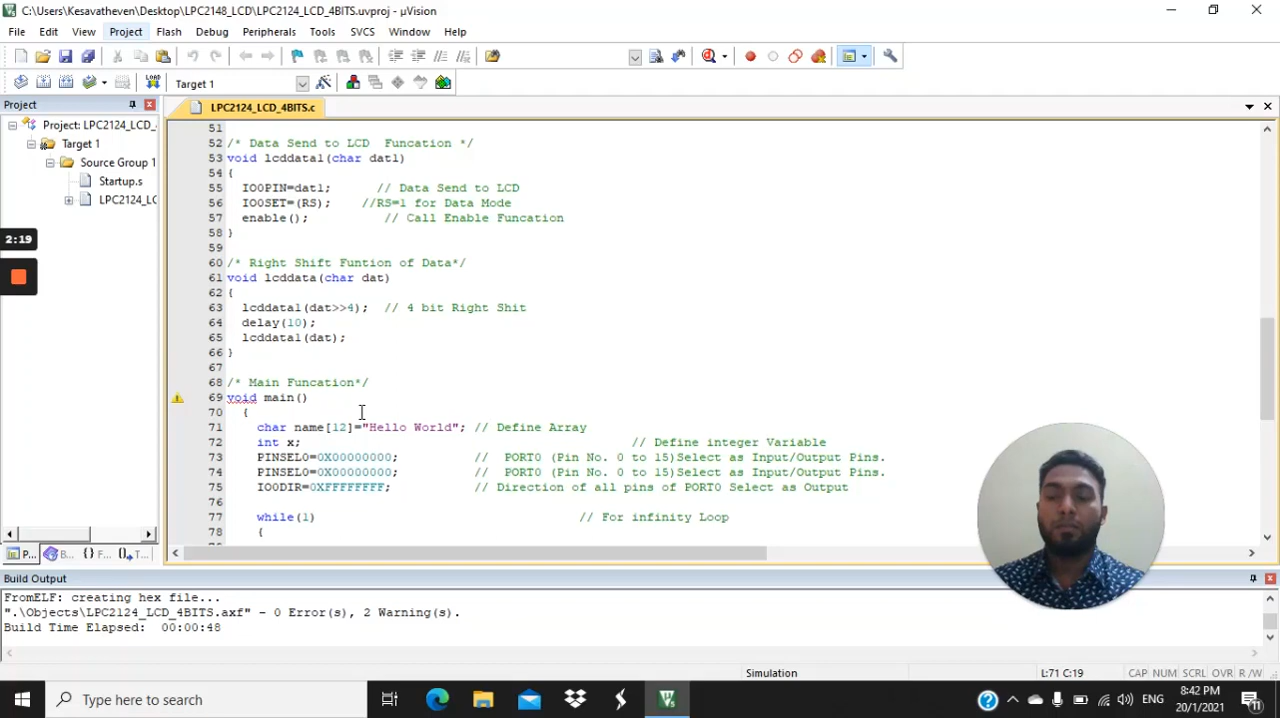 C:\Users\Kesavatheven\Desktop\LPC2148_LCD\LPC2124_LCD_4BITS.uvproj - µVision
File Edit View Project Flash Debug Peripherals Tools SVCS Window Help
LOAD Target 1
Project
LPC2124_LCD_4BITS.c
Project: LPC2124_LCD_
Target 1
Source Group 1
Startup.s
LPC2124_LC
2:19
51
52 /* Data Send to LCD  Funcation */
53 void lcddata1(char dat1)
54 {
55 IO0PIN=dat1; // Data Send to LCD
56 IO0SET=(RS); //RS=1 for Data Mode
57 enable(); // Call Enable Funcation
58 }
59
60 /* Right Shift Funtion of Data*/
61 void lcddata(char dat)
62 {
63 lcddata1(dat>>4); // 4 bit Right Shit
64 delay(10);
65 lcddata1(dat);
66 }
67
68 /* Main Funcation*/
69 void main()
70 {
71 char name[12]="Hello World"; // Define Array
72 int x; // Define integer Variable
73 PINSEL0=0X00000000; // PORT0 (Pin No. 0 to 15)Select as Input/Output Pins.
74 PINSEL0=0X00000000; // PORT0 (Pin No. 0 to 15)Select as Input/Output Pins.
75 IO0DIR=0XFFFFFFFF; // Direction of all pins of PORT0 Select as Output
76
77 while(1) // For infinity Loop
78 {
P... B... {} F... T...
Build Output
FromELF: creating hex file...
".\Objects\LPC2124_LCD_4BITS.axf" - 0 Error(s), 2 Warning(s).
Build Time Elapsed:  00:00:48
Simulation L:71 C:19 CAP NUM SCRL OVR R /W
Type here to search
ENG
8:42 PM
20/1/2021
11